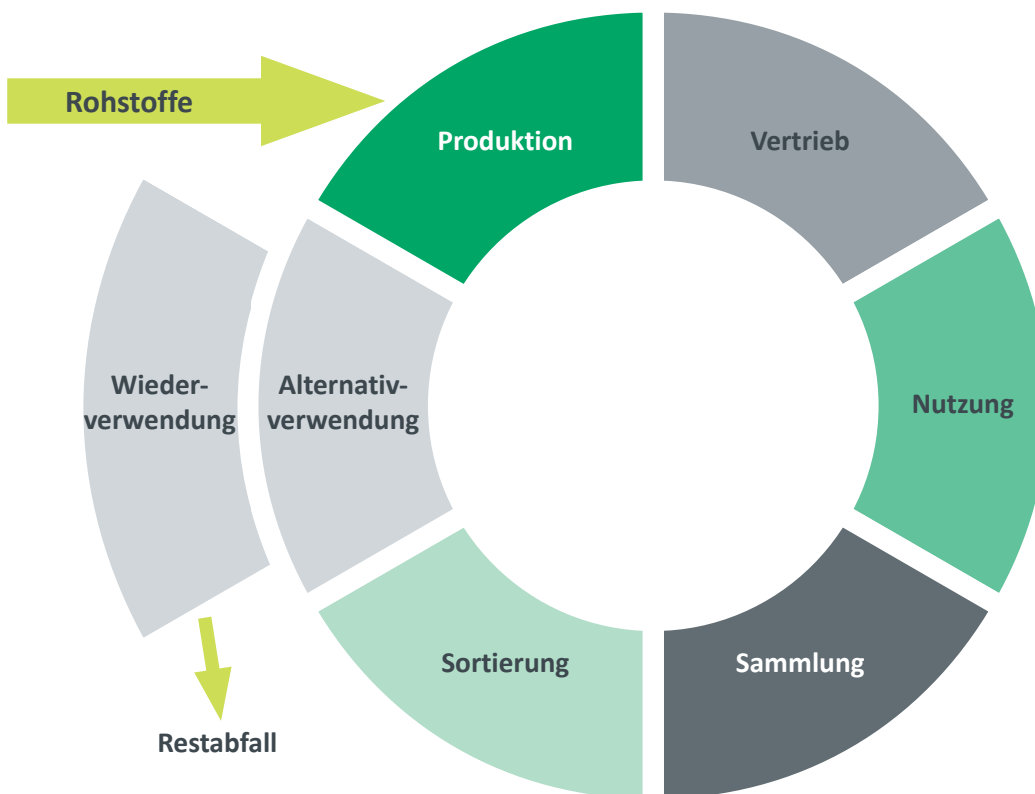 Rohstoffe
Produktion
Vertrieb
Wieder-
verwendung
Alternativ-
verwendung
Nutzung
Sortierung
Sammlung
Restabfall